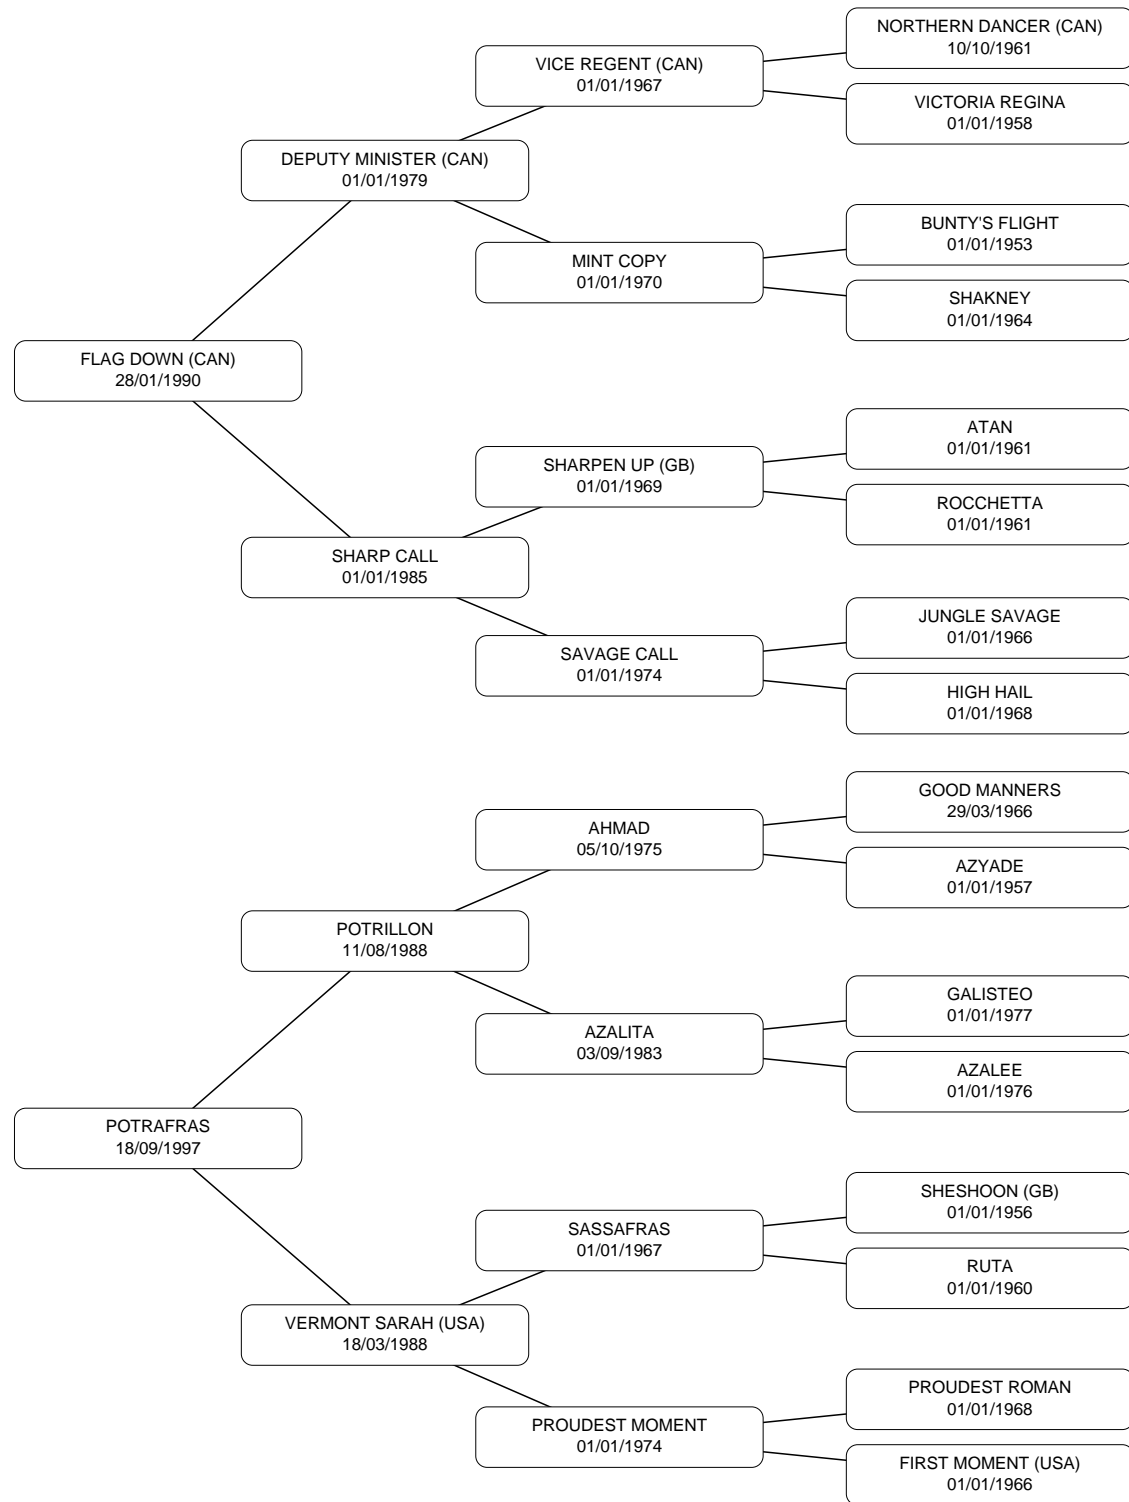 NORTHERN DANCER (CAN)
10/10/1961
VICE REGENT (CAN)
01/01/1967
VICTORIA REGINA
01/01/1958
DEPUTY MINISTER (CAN)
01/01/1979
BUNTY'S FLIGHT
01/01/1953
MINT COPY
01/01/1970
SHAKNEY
01/01/1964
FLAG DOWN (CAN)
28/01/1990
ATAN
01/01/1961
SHARPEN UP (GB)
01/01/1969
ROCCHETTA
01/01/1961
SHARP CALL
01/01/1985
JUNGLE SAVAGE
01/01/1966
SAVAGE CALL
01/01/1974
HIGH HAIL
01/01/1968
GOOD MANNERS
29/03/1966
AHMAD
05/10/1975
AZYADE
01/01/1957
POTRILLON
11/08/1988
GALISTEO
01/01/1977
AZALITA
03/09/1983
AZALEE
01/01/1976
POTRAFRAS
18/09/1997
SHESHOON (GB)
01/01/1956
SASSAFRAS
01/01/1967
RUTA
01/01/1960
VERMONT SARAH (USA)
18/03/1988
PROUDEST ROMAN
01/01/1968
PROUDEST MOMENT
01/01/1974
FIRST MOMENT (USA)
01/01/1966